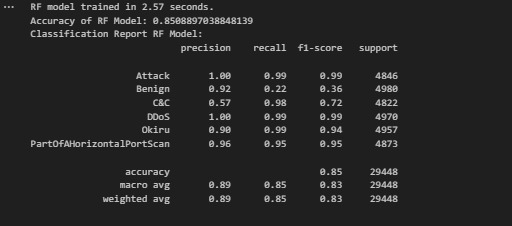 ... RF model trained in 2.57 seconds.
Accuracy of RF Model: 0.8508897038848139
Classification Report RF Model:
precision recall f1-score support
Attack 1.00 0.99 0.99 4846
Benign 0.92 0.22 0.36 4980
C&C 0.57 0.98 0.72 4822
DDoS 1.00 0.99 0.99 4970
Okiru 0.90 0.99 0.94 4957
PartOfAHorizontalPortScan 0.96 0.95 0.95 4873
accuracy 0.85 29448
macro avg 0.89 0.85 0.83 29448
weighted avg 0.89 0.85 0.83 29448